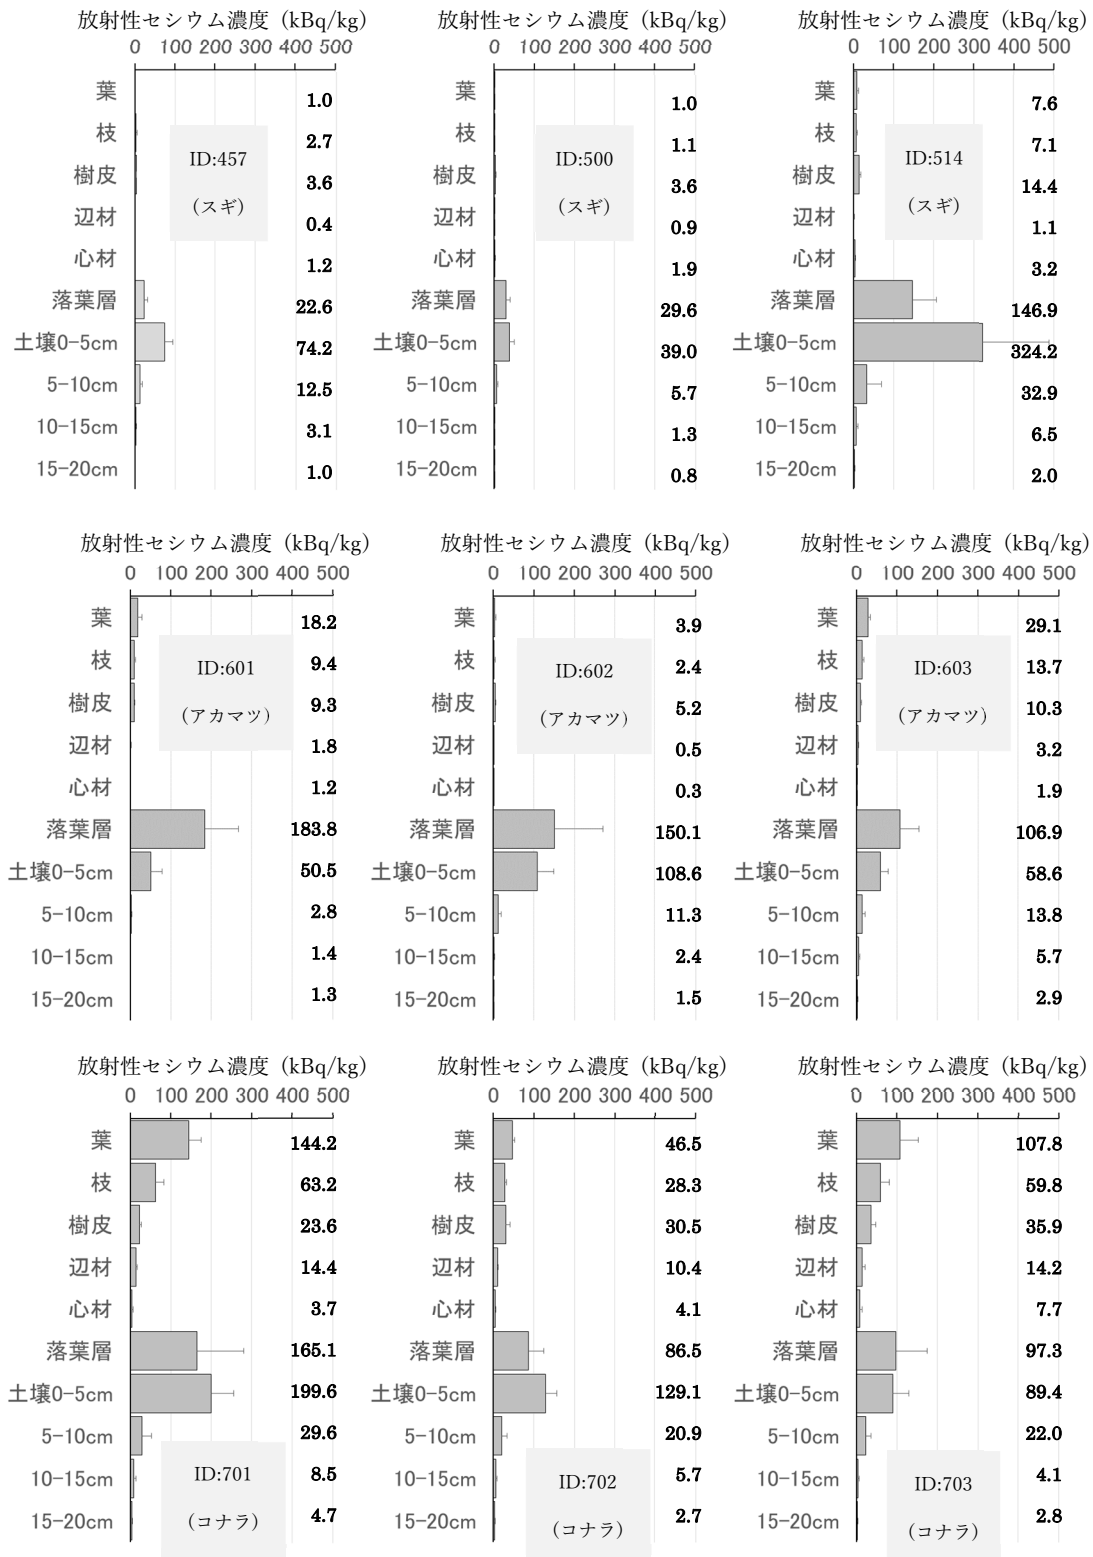 放射性セシウム濃度 (kBq/kg)
0 100 200 300 400 500
葉 1.0
枝 2.7
樹皮 3.6
辺材 0.4
心材 1.2
落葉層 22.6
土壌0-5cm 74.2
5-10cm 12.5
10-15cm 3.1
15-20cm 1.0
ID:457
(スギ)
放射性セシウム濃度 (kBq/kg)
0 100 200 300 400 500
葉 1.0
枝 1.1
樹皮 3.6
辺材 0.9
心材 1.9
落葉層 29.6
土壌0-5cm 39.0
5-10cm 5.7
10-15cm 1.3
15-20cm 0.8
ID:500
(スギ)
放射性セシウム濃度 (kBq/kg)
0 100 200 300 400 500
葉 7.6
枝 7.1
樹皮 14.4
辺材 1.1
心材 3.2
落葉層 146.9
土壌0-5cm 324.2
5-10cm 32.9
10-15cm 6.5
15-20cm 2.0
ID:514
(スギ)
放射性セシウム濃度 (kBq/kg)
0 100 200 300 400 500
葉 18.2
枝 9.4
樹皮 9.3
辺材 1.8
心材 1.2
落葉層 183.8
土壌0-5cm 50.5
5-10cm 2.8
10-15cm 1.4
15-20cm 1.3
ID:601
(アカマツ)
放射性セシウム濃度 (kBq/kg)
0 100 200 300 400 500
葉 3.9
枝 2.4
樹皮 5.2
辺材 0.5
心材 0.3
落葉層 150.1
土壌0-5cm 108.6
5-10cm 11.3
10-15cm 2.4
15-20cm 1.5
ID:602
(アカマツ)
放射性セシウム濃度 (kBq/kg)
0 100 200 300 400 500
葉 29.1
枝 13.7
樹皮 10.3
辺材 3.2
心材 1.9
落葉層 106.9
土壌0-5cm 58.6
5-10cm 13.8
10-15cm 5.7
15-20cm 2.9
ID:603
(アカマツ)
放射性セシウム濃度 (kBq/kg)
0 100 200 300 400 500
葉 144.2
枝 63.2
樹皮 23.6
辺材 14.4
心材 3.7
落葉層 165.1
土壌0-5cm 199.6
5-10cm 29.6
10-15cm 8.5
15-20cm 4.7
ID:701
(コナラ)
放射性セシウム濃度 (kBq/kg)
0 100 200 300 400 500
葉 46.5
枝 28.3
樹皮 30.5
辺材 10.4
心材 4.1
落葉層 86.5
土壌0-5cm 129.1
5-10cm 20.9
10-15cm 5.7
15-20cm 2.7
ID:702
(コナラ)
放射性セシウム濃度 (kBq/kg)
0 100 200 300 400 500
葉 107.8
枝 59.8
樹皮 35.9
辺材 14.2
心材 7.7
落葉層 97.3
土壌0-5cm 89.4
5-10cm 22.0
10-15cm 4.1
15-20cm 2.8
ID:703
(コナラ)